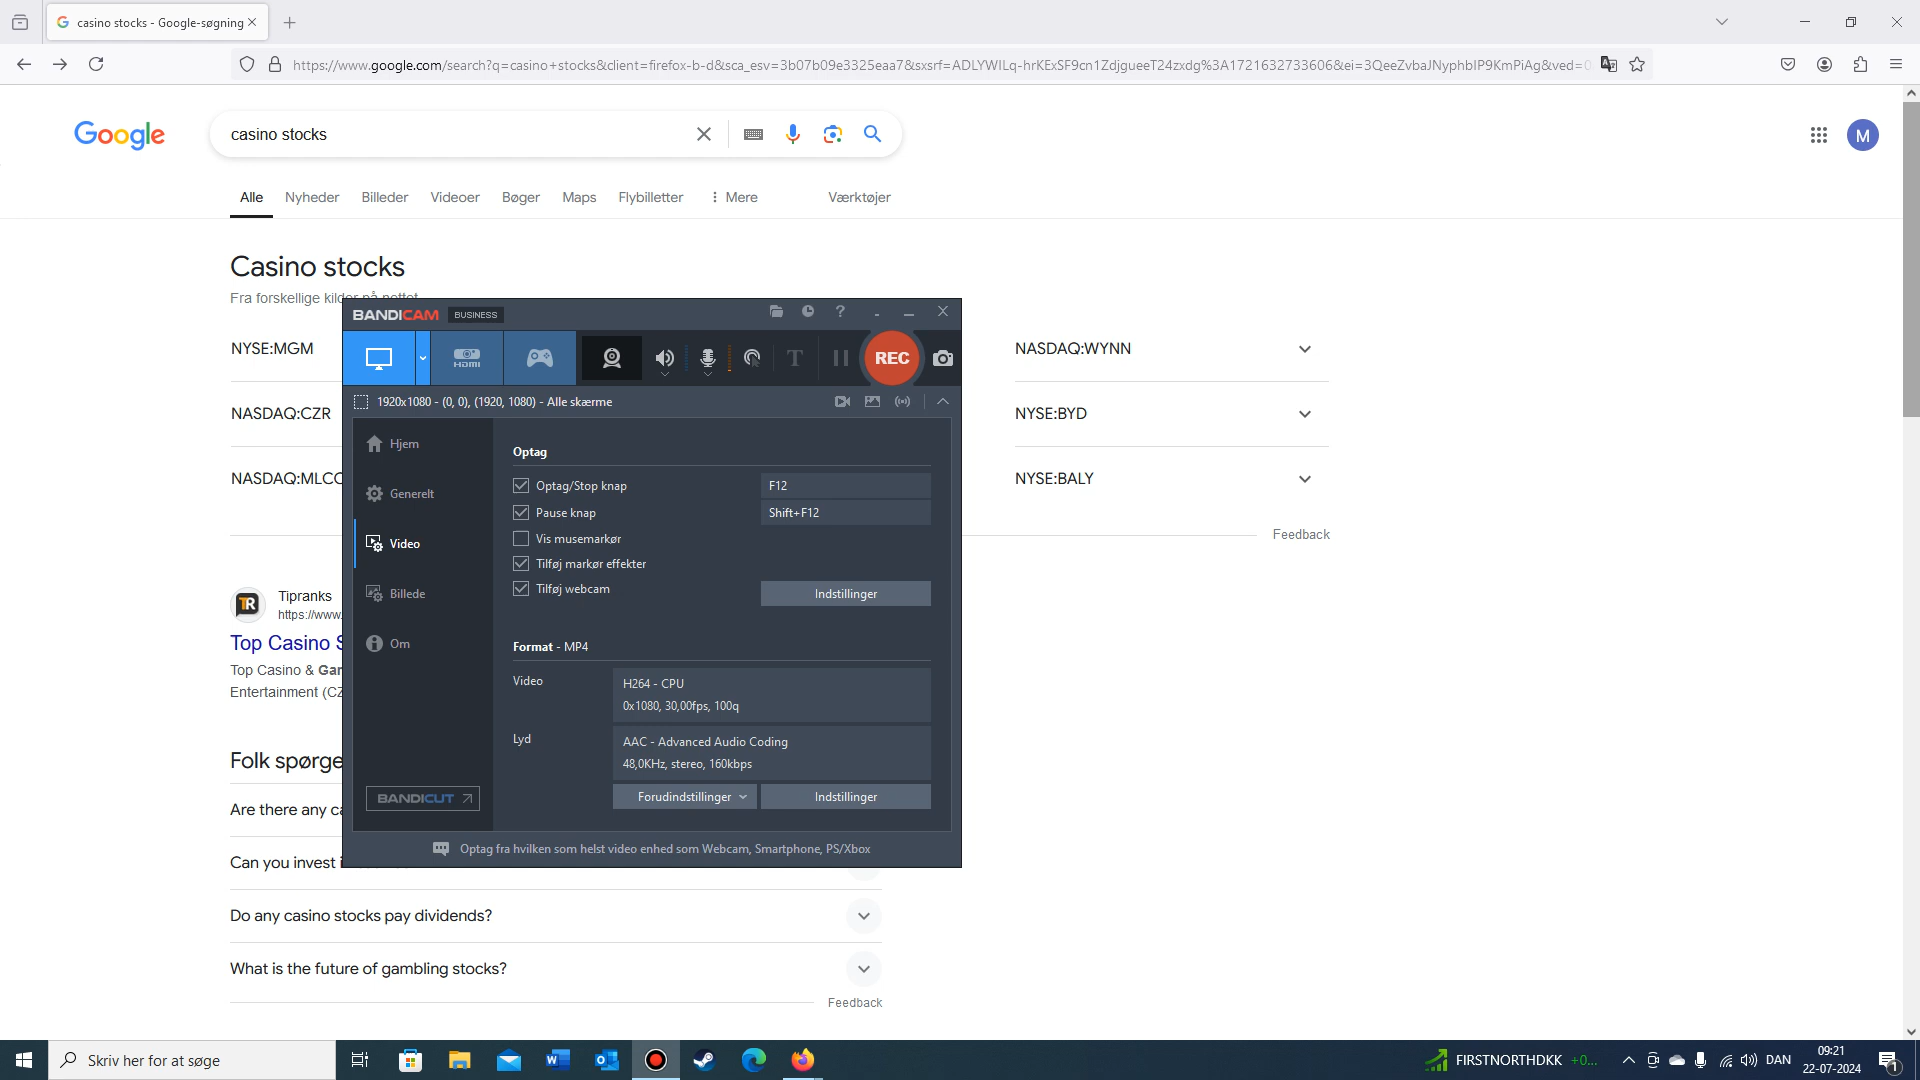 casino stocks - Google-søgning
https://www.google.com/search?q=casino+stocks&client=firefox-b-d&sca_esv=3b07b09e3325eaa7&sxsrf=ADLYWILq-hrKExSF9cn1ZdjgueeT24zxdg%3A1721632733606&ei=3QeeZvbaJNyphbIP9KmPiAg&ved=
Google
casino stocks
M
Alle Nyheder Billeder Videoer Bøger Maps Flybilletter Mere Værktøjer
Casino stocks
Fra forskellige kilder på nettet
NYSE:MGM
NASDAQ:WYNN
NASDAQ:CZR
NYSE:BYD
NASDAQ:MLCO
NYSE:BALY
Feedback
BANDICAM BUSINESS
HDMI
T
REC
1920x1080 - (0, 0), (1920, 1080) - Alle skærme
Hjem
Generelt
Video
Billede
Om
BANDICUT
Optag
Optag/Stop knap F12
Pause knap Shift+F12
Vis musemarkør
Tilføj markør effekter
Tilføj webcam
Indstillinger
Format - MP4
Video
H264 - CPU
0x1080, 30,00fps, 100q
Lyd
AAC - Advanced Audio Coding
48,0KHz, stereo, 160kbps
Forudindstillinger Indstillinger
Optag fra hvilken som helst video enhed som Webcam, Smartphone, PS/Xbox
TR
Tipranks
https://www.
Top Casino
Top Casino &
Entertainment
Folk spørge
Are there any
Can you invest
Do any casino stocks pay dividends?
What is the future of gambling stocks?
Feedback
Skriv her for at søge
FIRSTNORTHDKK +0...
DAN
09:21
22-07-2024
1